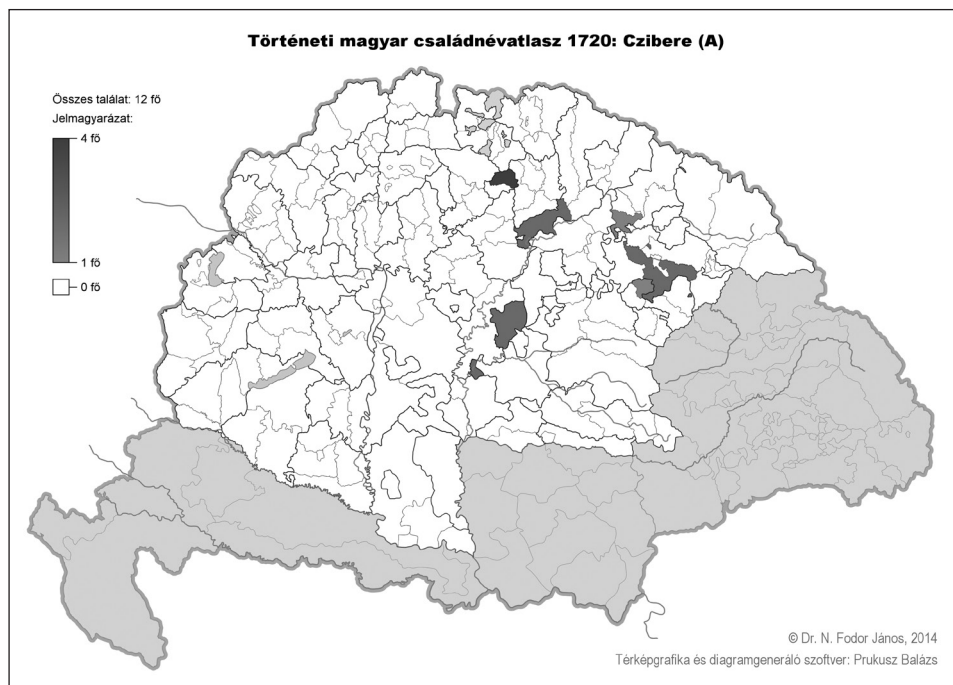 Történeti magyar családnévatlasz 1720: Czibere (A)
Összes találat: 12 fő
Jelmagyarázat:
4 fő
1 fő
0 fő
© Dr. N. Fodor János, 2014
Térképgrafika és diagramgeneráló szoftver: Prukusz Balázs